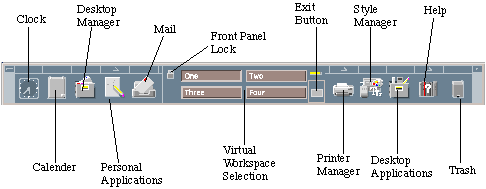 Clock
Desktop
Manager
Mail
Front Panel
Lock
Exit
Button
Style
Manager
Help
One
Two
Three
Four
Calender
Personal
Applications
Virtual
Workspace
Selection
Printer
Manager
Desktop
Applications
Trash